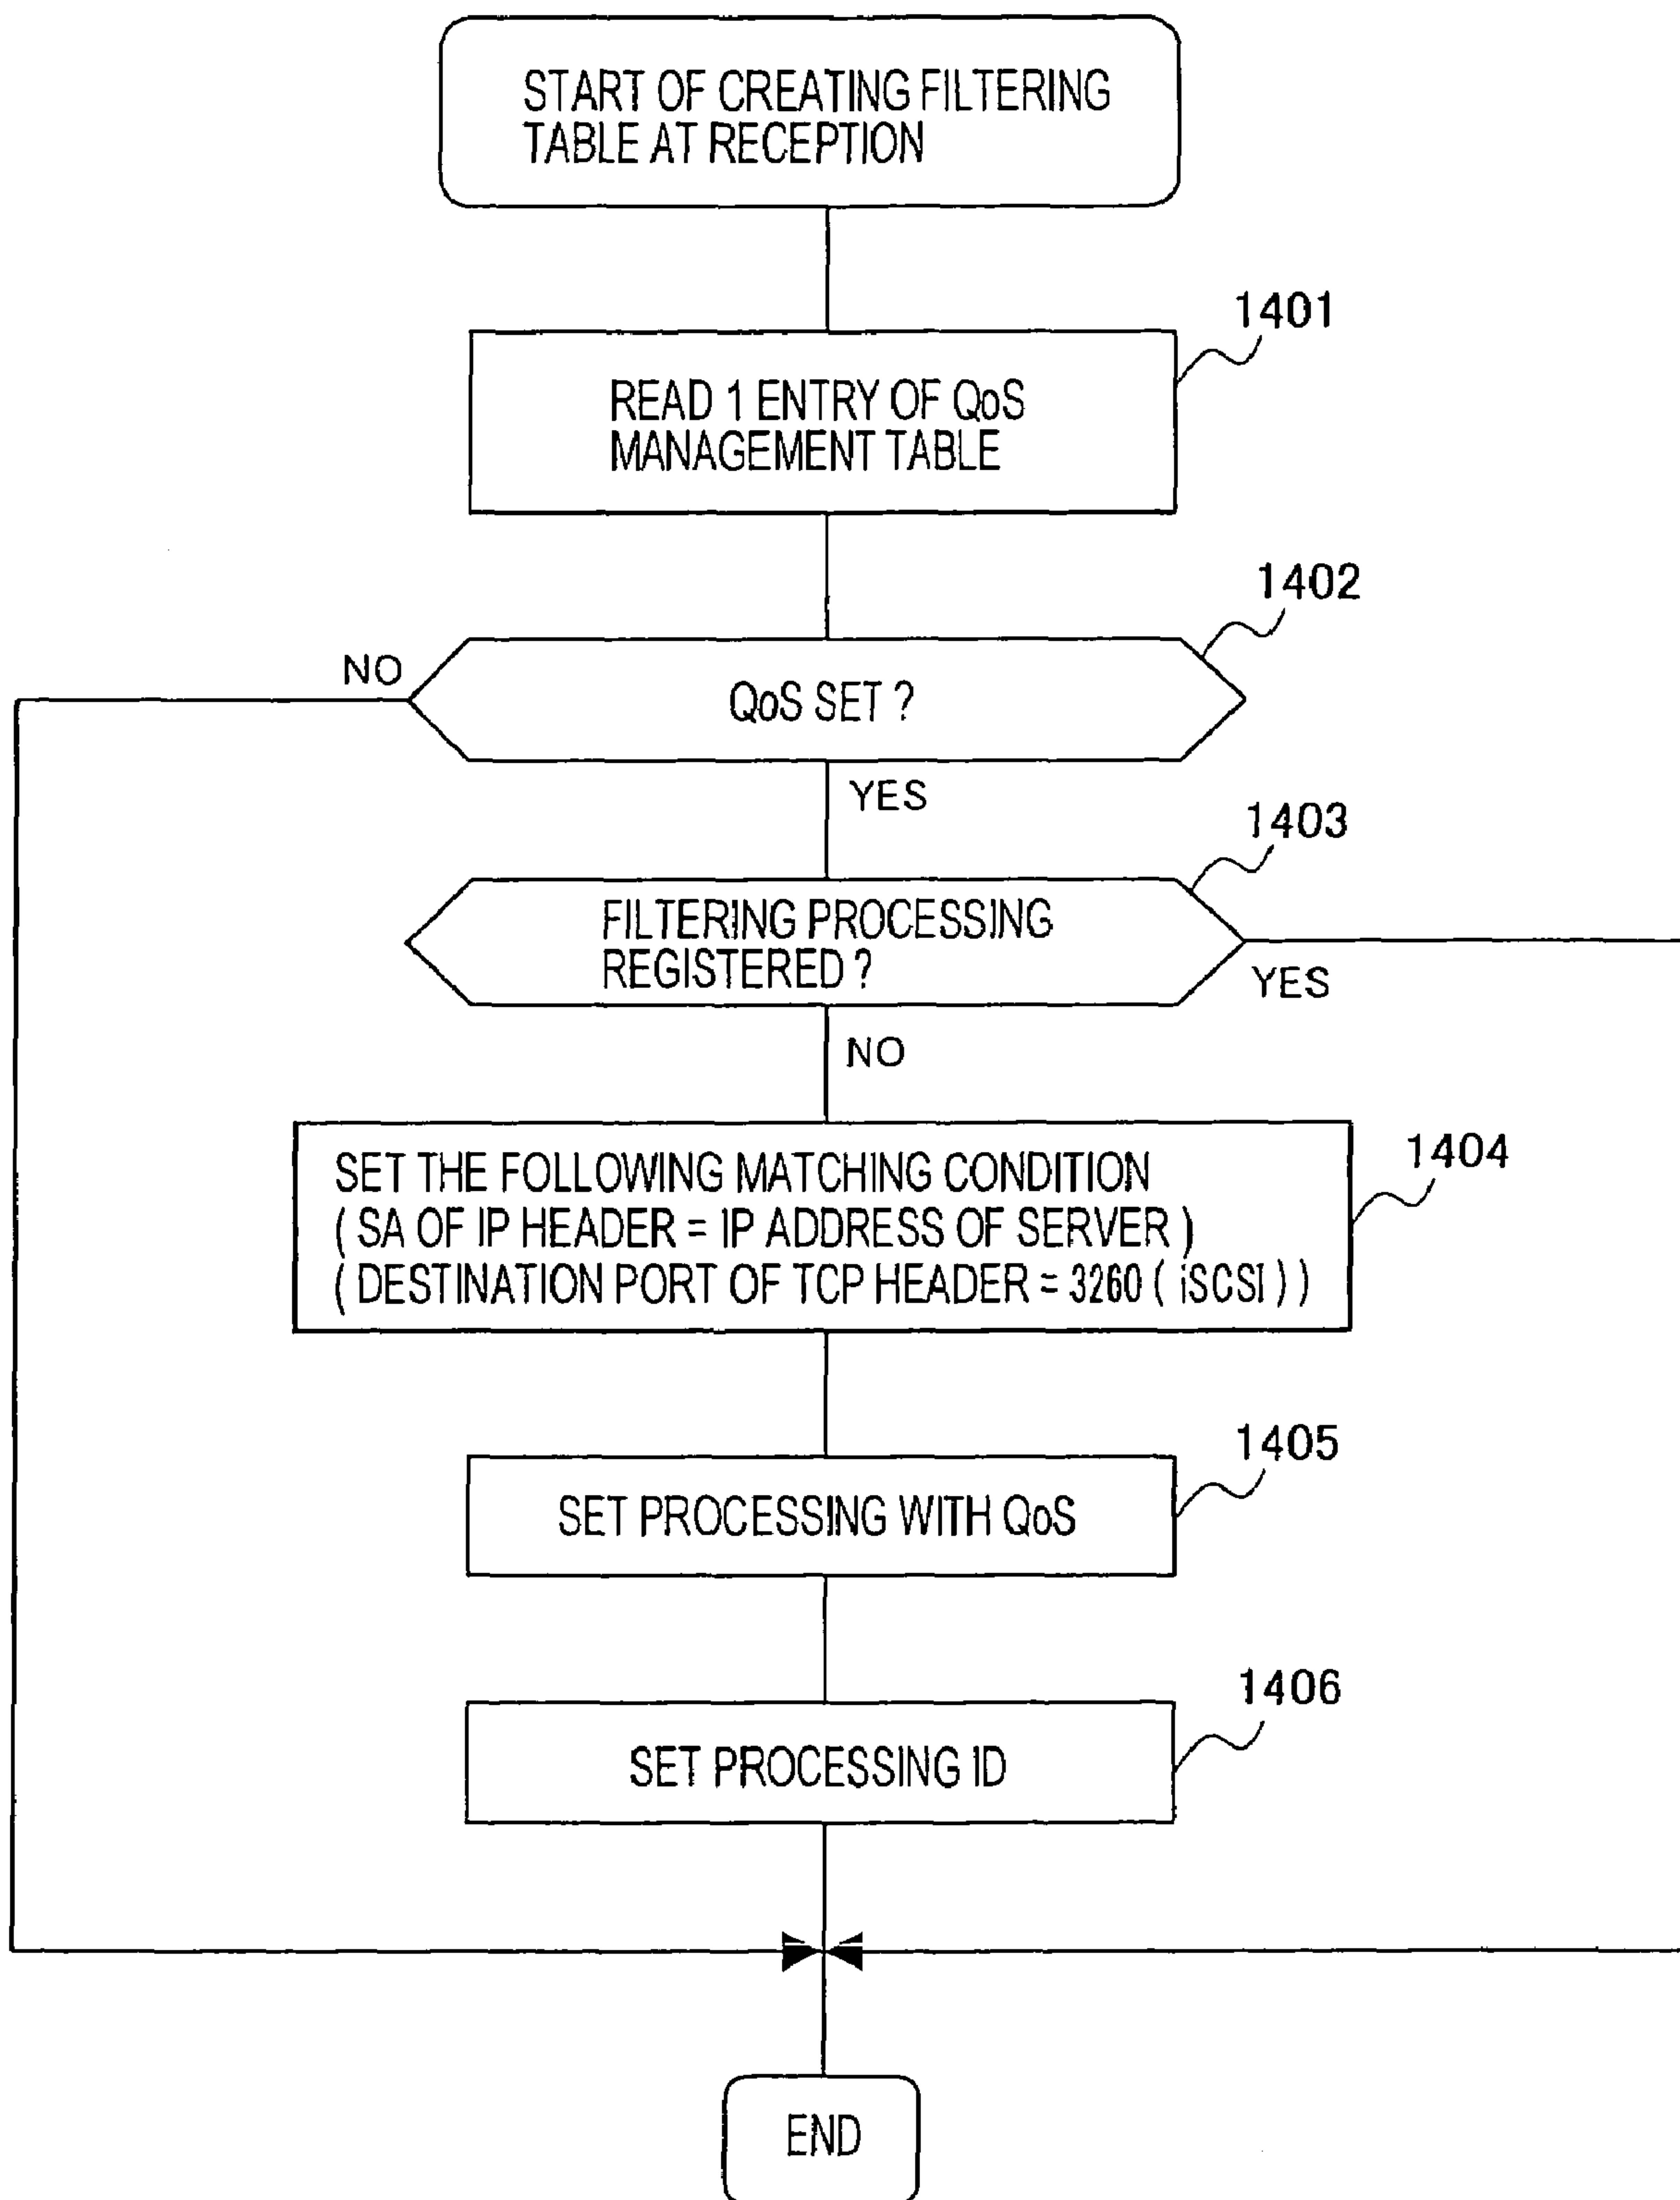 START OF CREATING FILTERING
TABLE AT RECEPTION
1401
READ 1 ENTRY OF QoS
MANAGEMENT TABLE
1402
NO
QoS SET ?
YES
1403
FILTERING PROCESSING
REGISTERED ?
YES
NO
1404
SET THE FOLLOWING MATCHING CONDITION
( SA OF IP HEADER = IP ADDRESS OF SERVER )
( DESTINATION PORT OF TCP HEADER = 3260 ( iSCSI ) )
1405
SET PROCESSING WITH QoS
1406
SET PROCESSING ID
END